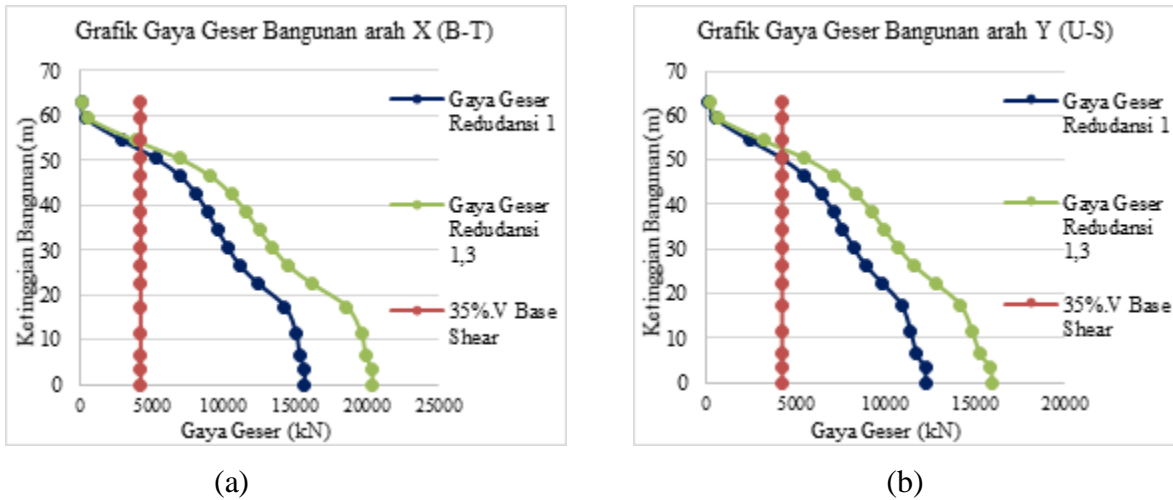 Grafik Gaya Geser Bangunan arah X (B-T)
Ketinggian Bangunan(m)
70
60
50
40
30
20
10
0
0
5000
10000
15000
20000
25000
Gaya Geser (kN)
Gaya Geser
Redudansi 1
Gaya Geser
Redudansi
1,3
35%.V Base
Shear
(a)
Grafik Gaya Geser Bangunan arah Y (U-S)
Ketinggian Bangunan (m)
70
60
50
40
30
20
10
0
0
5000
10000
15000
20000
Gaya Geser (kN)
Gaya Geser
Redudansi 1
Gaya Geser
Redudansi
1,3
35%.V Base
Shear
(b)